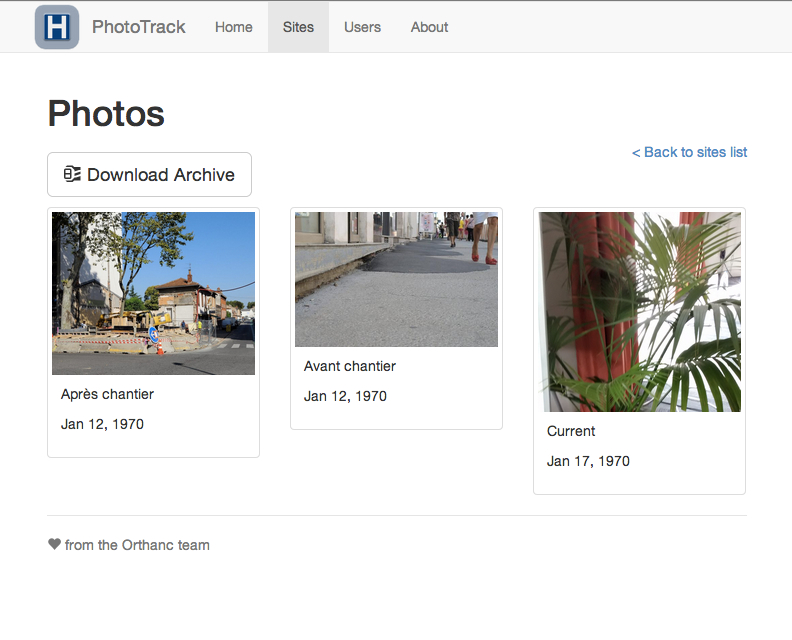 H PhotoTrack Home Sites Users About
Photos
< Back to sites list
Download Archive
Après chantier
Jan 12, 1970
Avant chantier
Jan 12, 1970
Current
Jan 17, 1970
from the Orthanc team